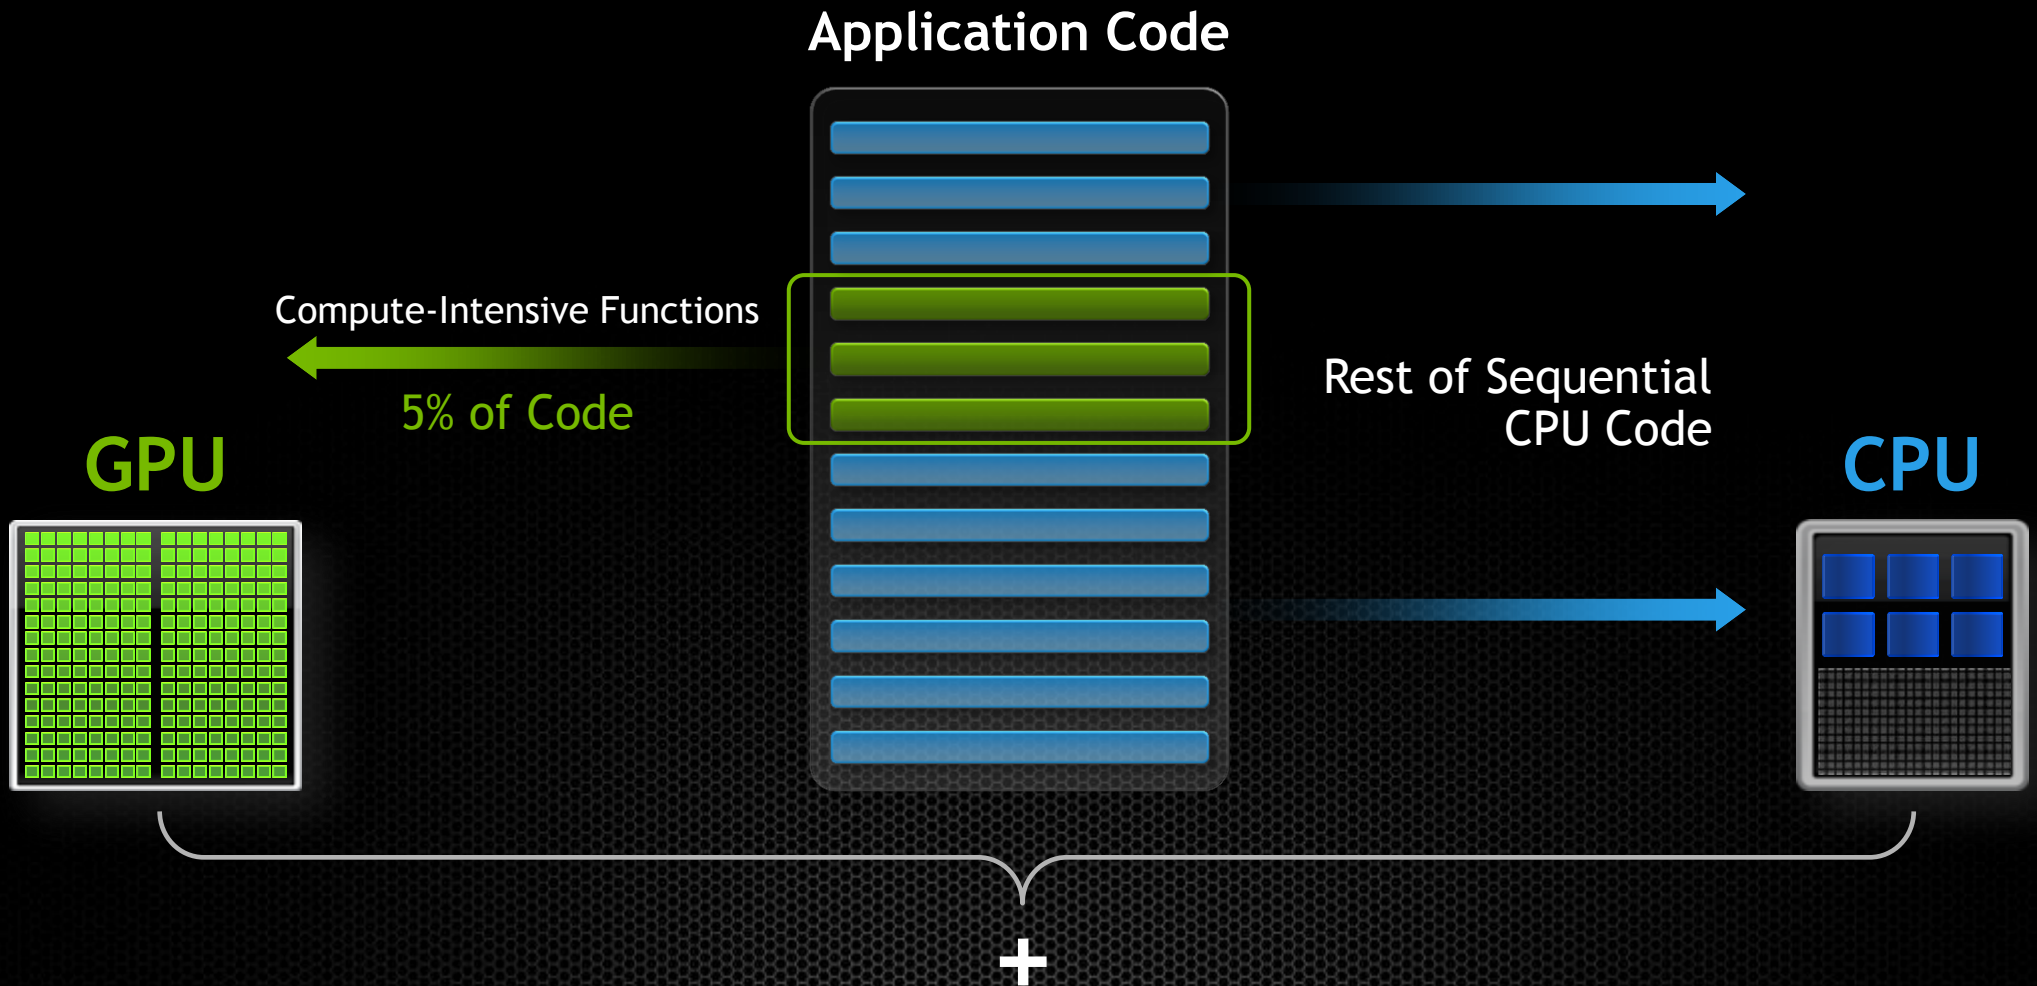 Application Code
Compute-Intensive Functions
5% of Code
GPU
Rest of Sequential
CPU Code
CPU
+